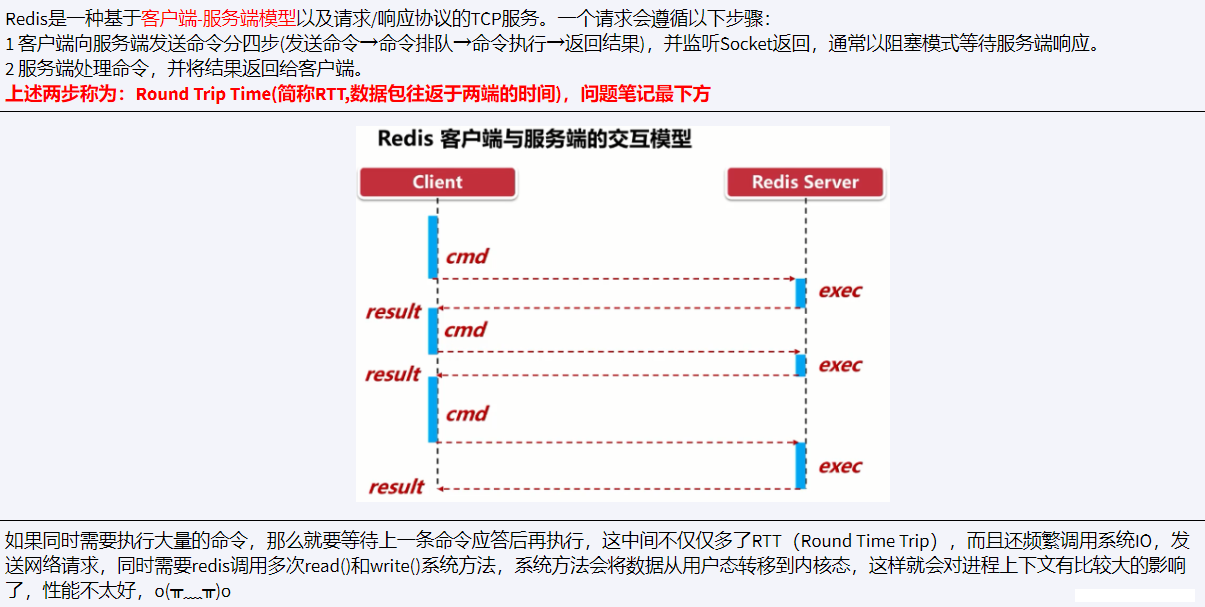 Redis是一种基于客户端-服务端模型以及请求/响应协议的TCP服务。一个请求会遵循以下步骤：
1 客户端向服务端发送命令分四步(发送命令→命令排队→命令执行→返回结果)，并监听Socket返回，通常以阻塞模式等待服务端响应。
2 服务端处理命令，并将结果返回给客户端。
上述两步称为：Round Trip Time(简称RTT,数据包往返于两端的时间)，问题笔记最下方
Redis 客户端与服务端的交互模型
Client
Redis Server
cmd
exec
result
cmd
exec
result
cmd
exec
result
如果同时需要执行大量的命令，那么就要等待上一条命令应答后再执行，这中间不仅仅多了RTT（Round Time Trip），而且还频繁调用系统IO，发
送网络请求，同时需要redis调用多次read()和write()系统方法，系统方法会将数据从用户态转移到内核态，这样就会对进程上下文有比较大的影响
了，性能不太好，o(╥﹏╥)o